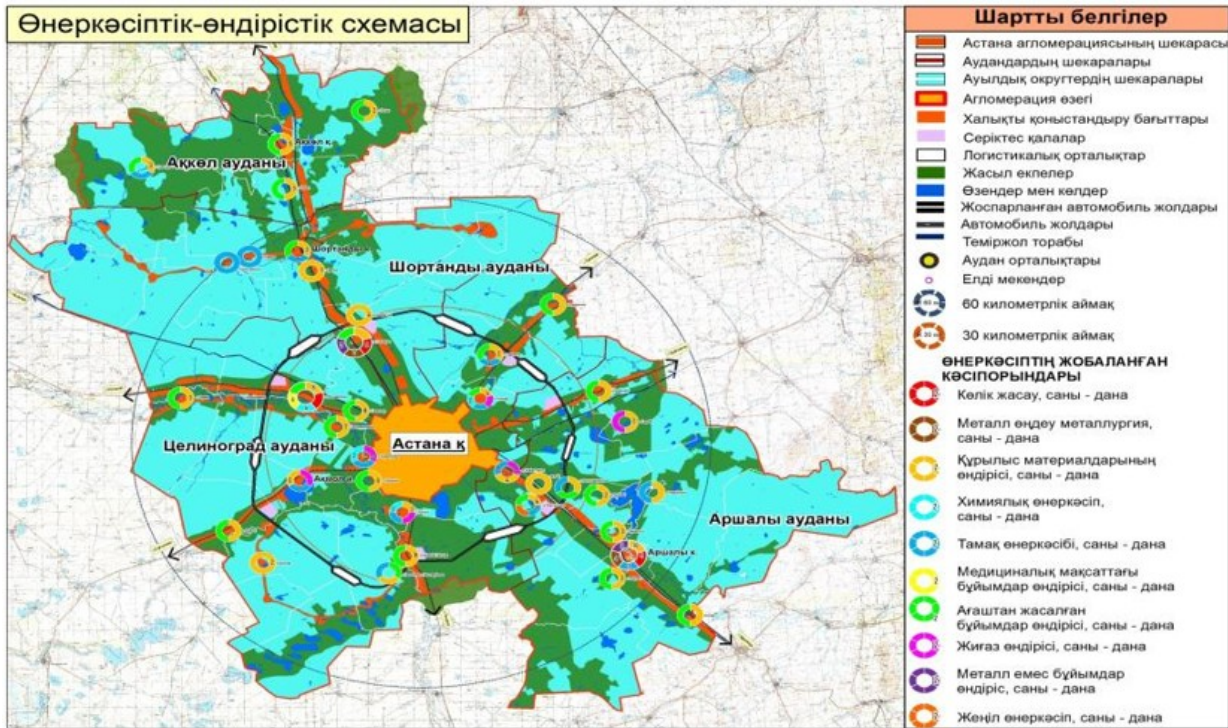 Өнеркәсіптік-өндірістік схемасы
Ақкөл қ.
Ақкөл ауданы
Шортанды к.
Шортанды ауданы
Целиноград ауданы
Астана қ
Ақмол а.
Аршалы ауданы
Аршалы к.
Шартты белгілер
Астана агломерациясының шекарасы
Аудандардың шекаралары
Ауылдық округтердің шекаралары
Агломерация өзегі
Халықты қоныстандыру бағыттары
Серіктес қалалар
Логистикалық орталықтар
Жасыл екпелер
Өзендер мен көлдер
Жоспарланған автомобиль жолдары
Автомобиль жолдары
Теміржол торабы
Аудан орталықтары
Елді мекендер
60 километрлік аймақ
30 километрлік аймақ
ӨНЕРКӘСІПТІҢ ЖОБАЛАНҒАН
КӘСІПОРЫНДАРЫ
Көлік жасау, саны - дана
Металл өңдеу металлургия,
саны - дана
Құрылыс материалдарының
өндірісі, саны - дана
Химиялық өнеркәсіп,
саны - дана
Тамақ өнеркәсібі, саны - дана
Медициналық мақсаттағы
бұйымдар өндірісі, саны - дана
Ағаштан жасалған
бұйымдар өндірісі, саны - дана
Жиғаз өндірісі, саны - дана
Металл емес бұйымдар
өндіріс, саны - дана
Жеңіл өнеркәсіп, саны - дана